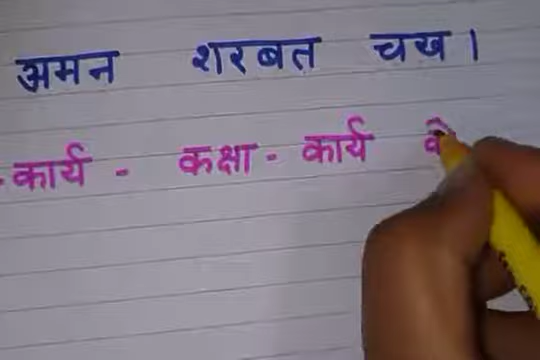 अमन शरबत चख ।
-कार्य - कक्षा - कार्य